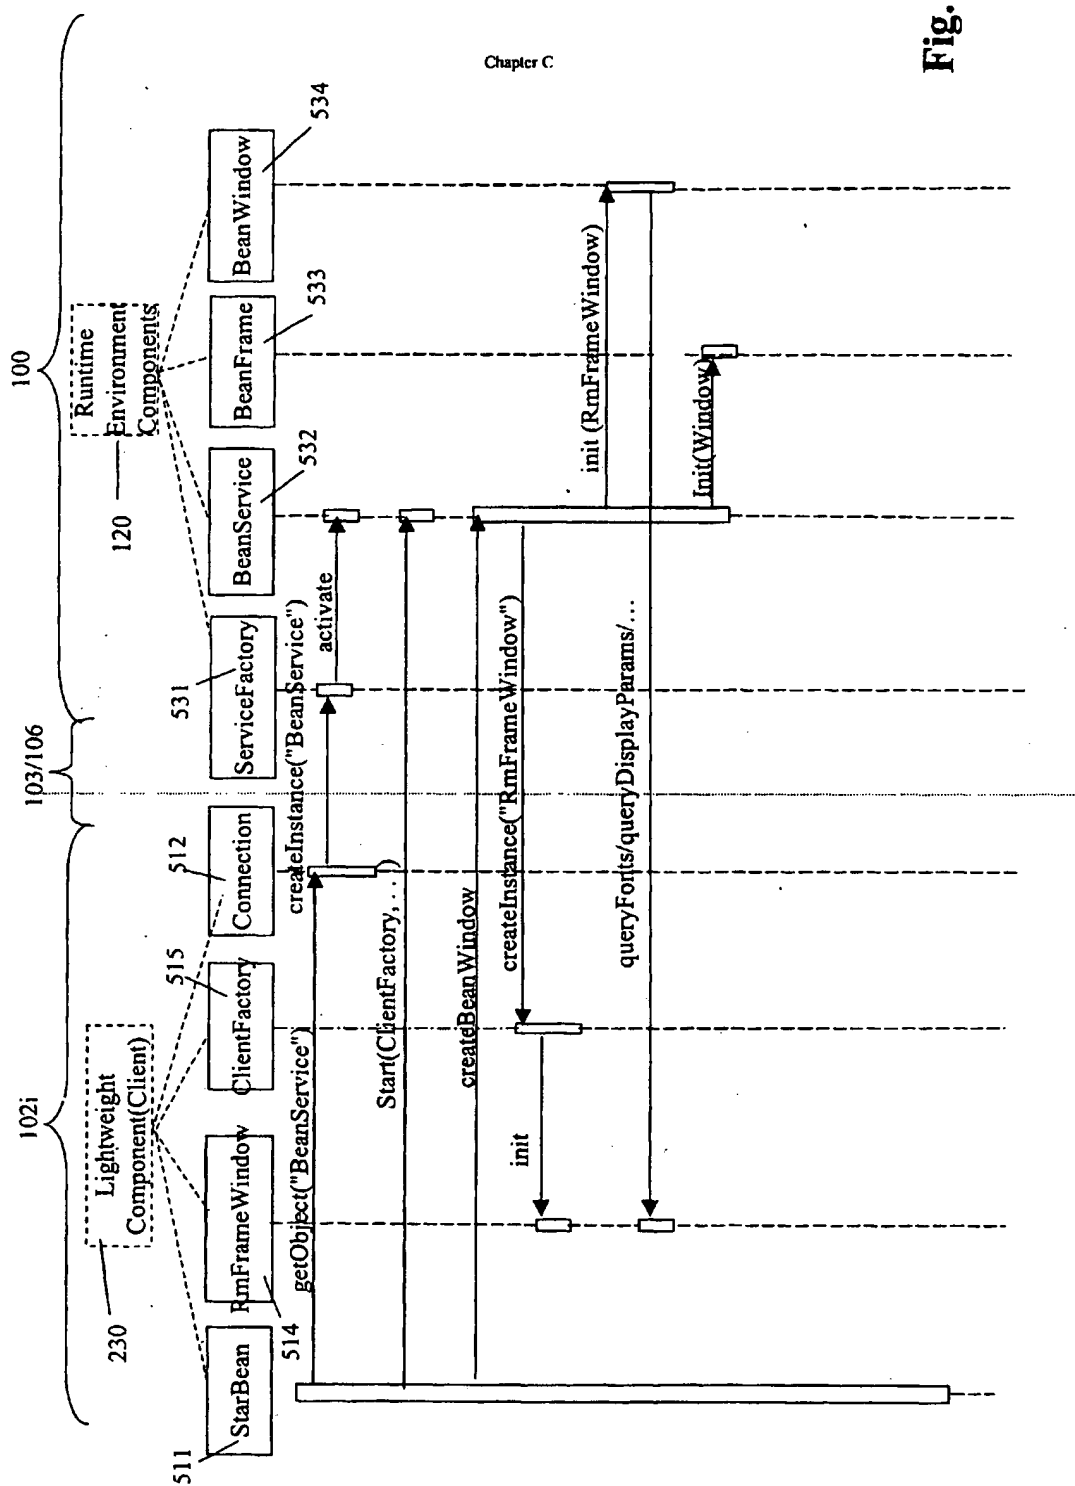 102i
103/106
100
Lightweight
Component(Client)
230
Runtime
Environment
Components
120
StarBean
511
RmFrameWindow
514
ClientFactory
515
Connection
512
ServiceFactory
531
BeanService
532
BeanFrame
533
BeanWindow
534
getObject("BeanService")
createInstance("BeanService")
activate
Start(ClientFactory, . . .)
createBeanWindow
createInstance("RmFrameWindow")
init
init (RmFrameWindow)
queryFonts/queryDisplayParams/…
Init(Window)
Chapter C
Fig.